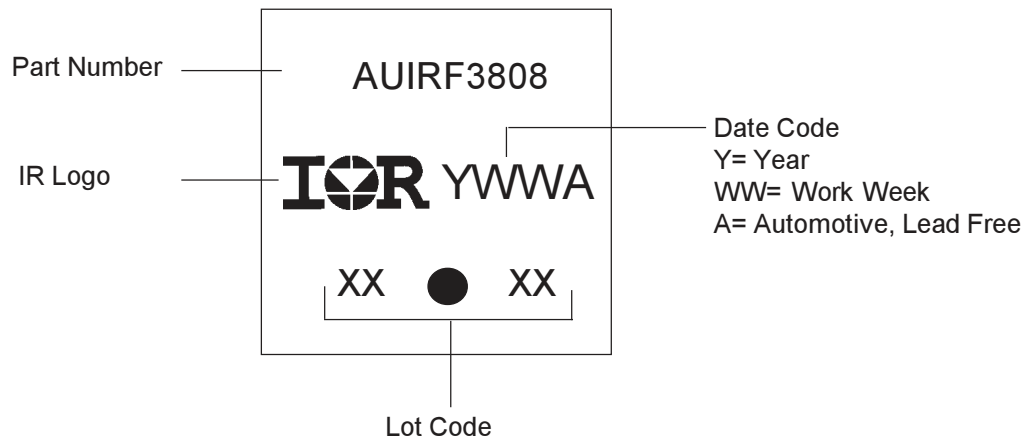 Part Number
AUIRF3808
IR Logo
IOR YWWA
Date Code
Y= Year
WW= Work Week
A= Automotive, Lead Free
XX XX
Lot Code